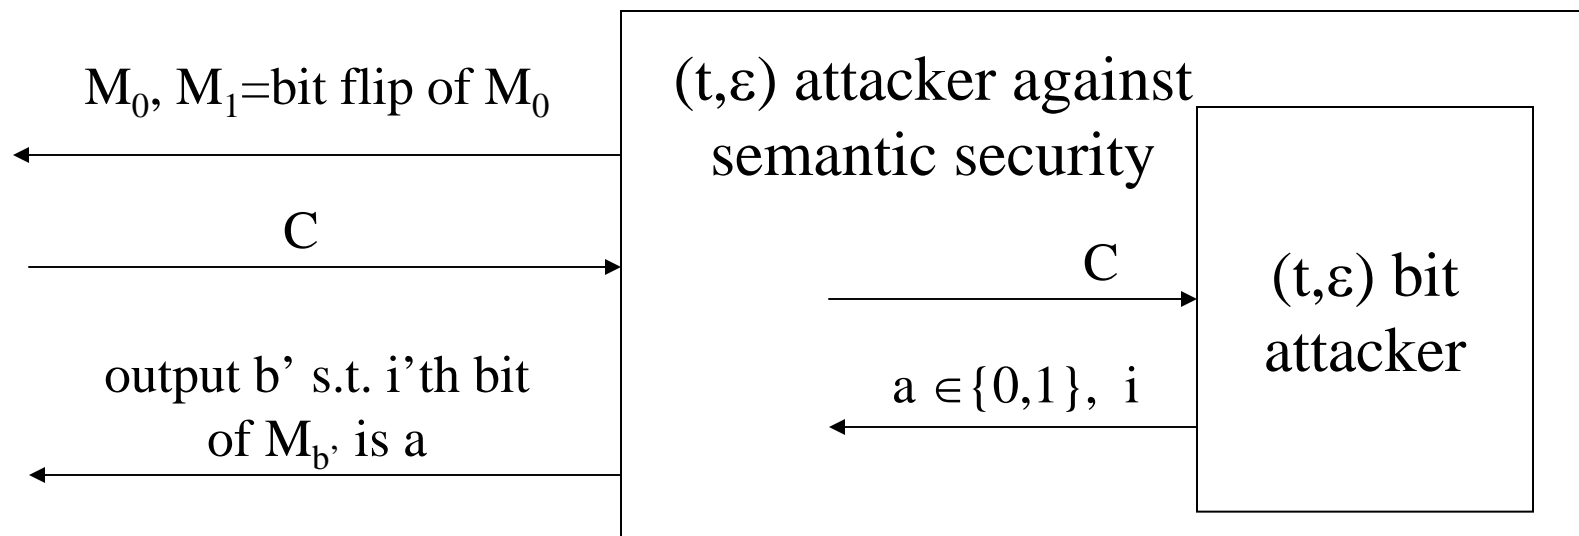 M₀, M₁=bit flip of M₀
C
output b’ s.t. i’th bit
of M_b’ is a
(t,ε) attacker against
semantic security
C
a ∈{0,1}, i
(t,ε) bit
attacker